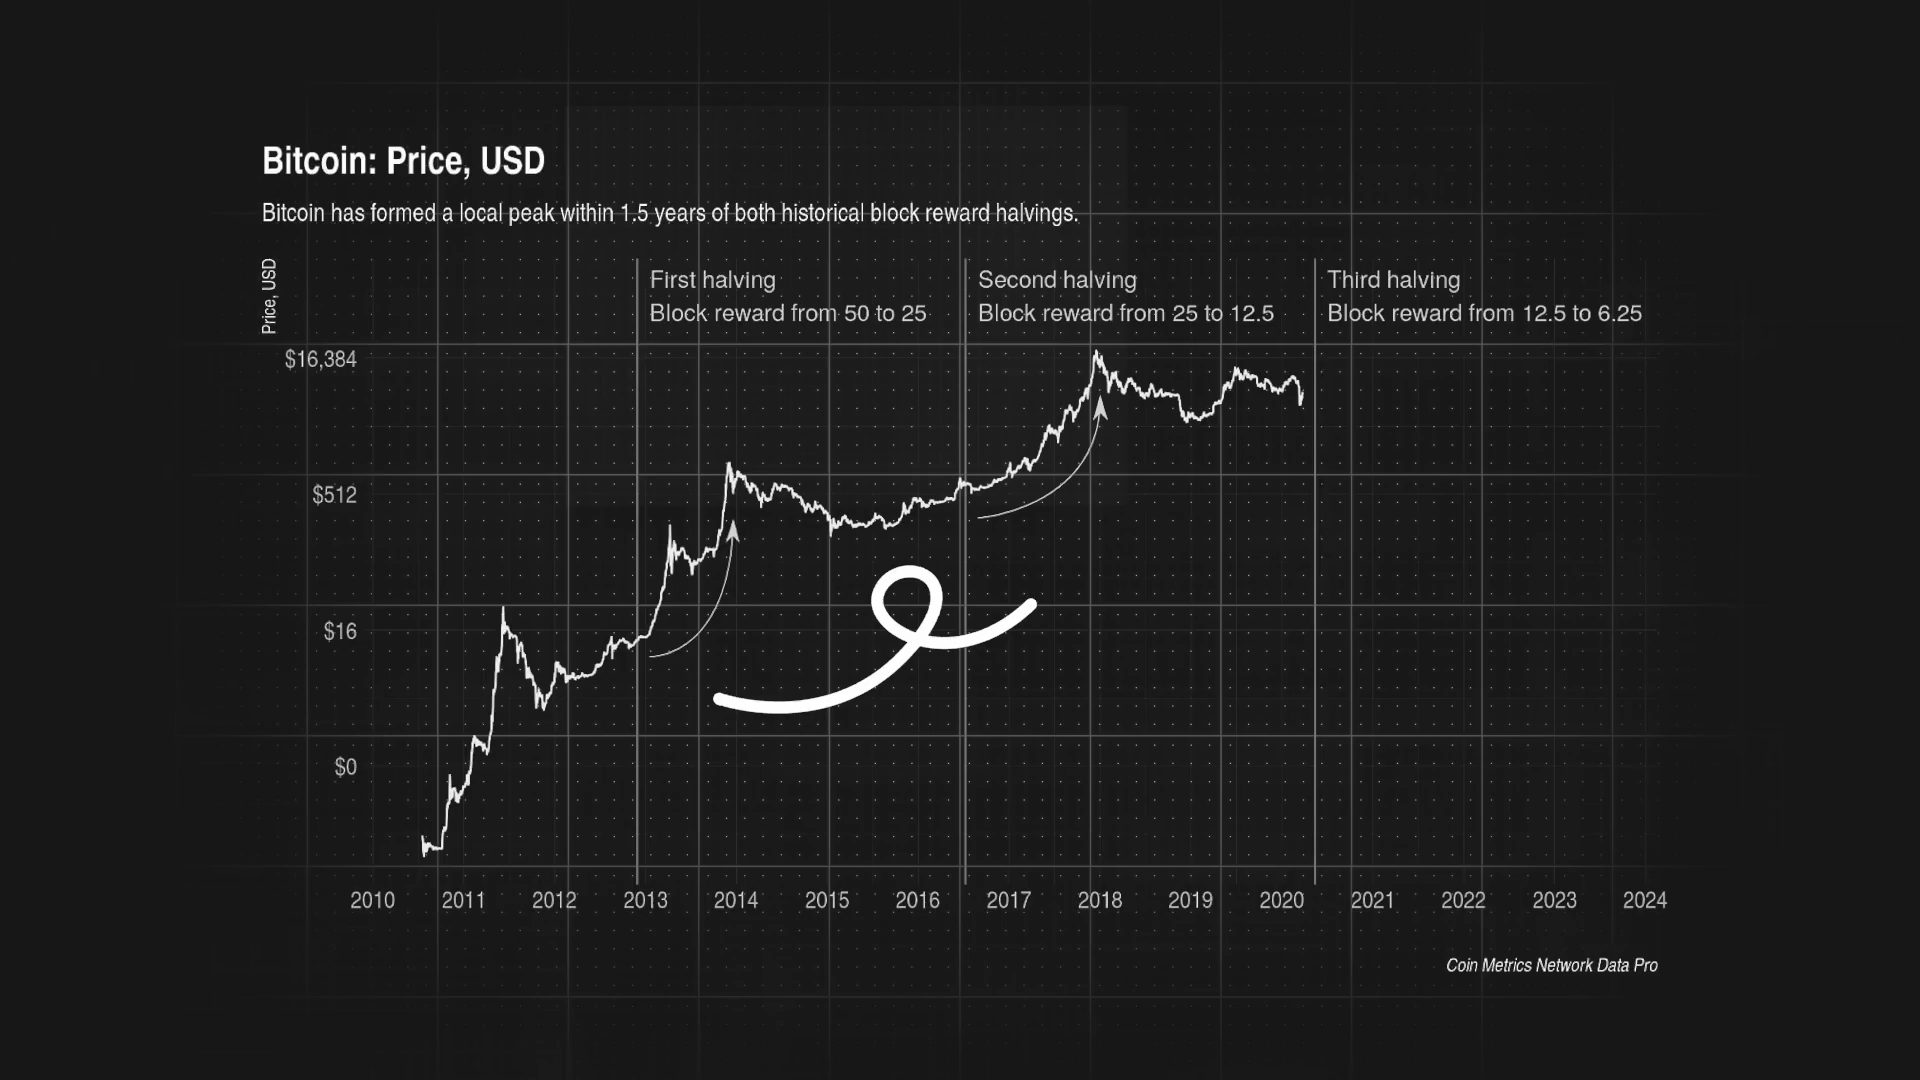 Bitcoin: Price, USD
Bitcoin has formed a local peak within 1.5 years of both historical block reward halvings.
Price, USD
First halving
Block reward from 50 to 25
Second halving
Block reward from 25 to 12.5
Third halving
Block reward from 12.5 to 6.25
$16,384
$512
$16
$0
2010 2011 2012 2013 2014 2015 2016 2017 2018 2019 2020 2021 2022 2023 2024
Coin Metrics Network Data Pro